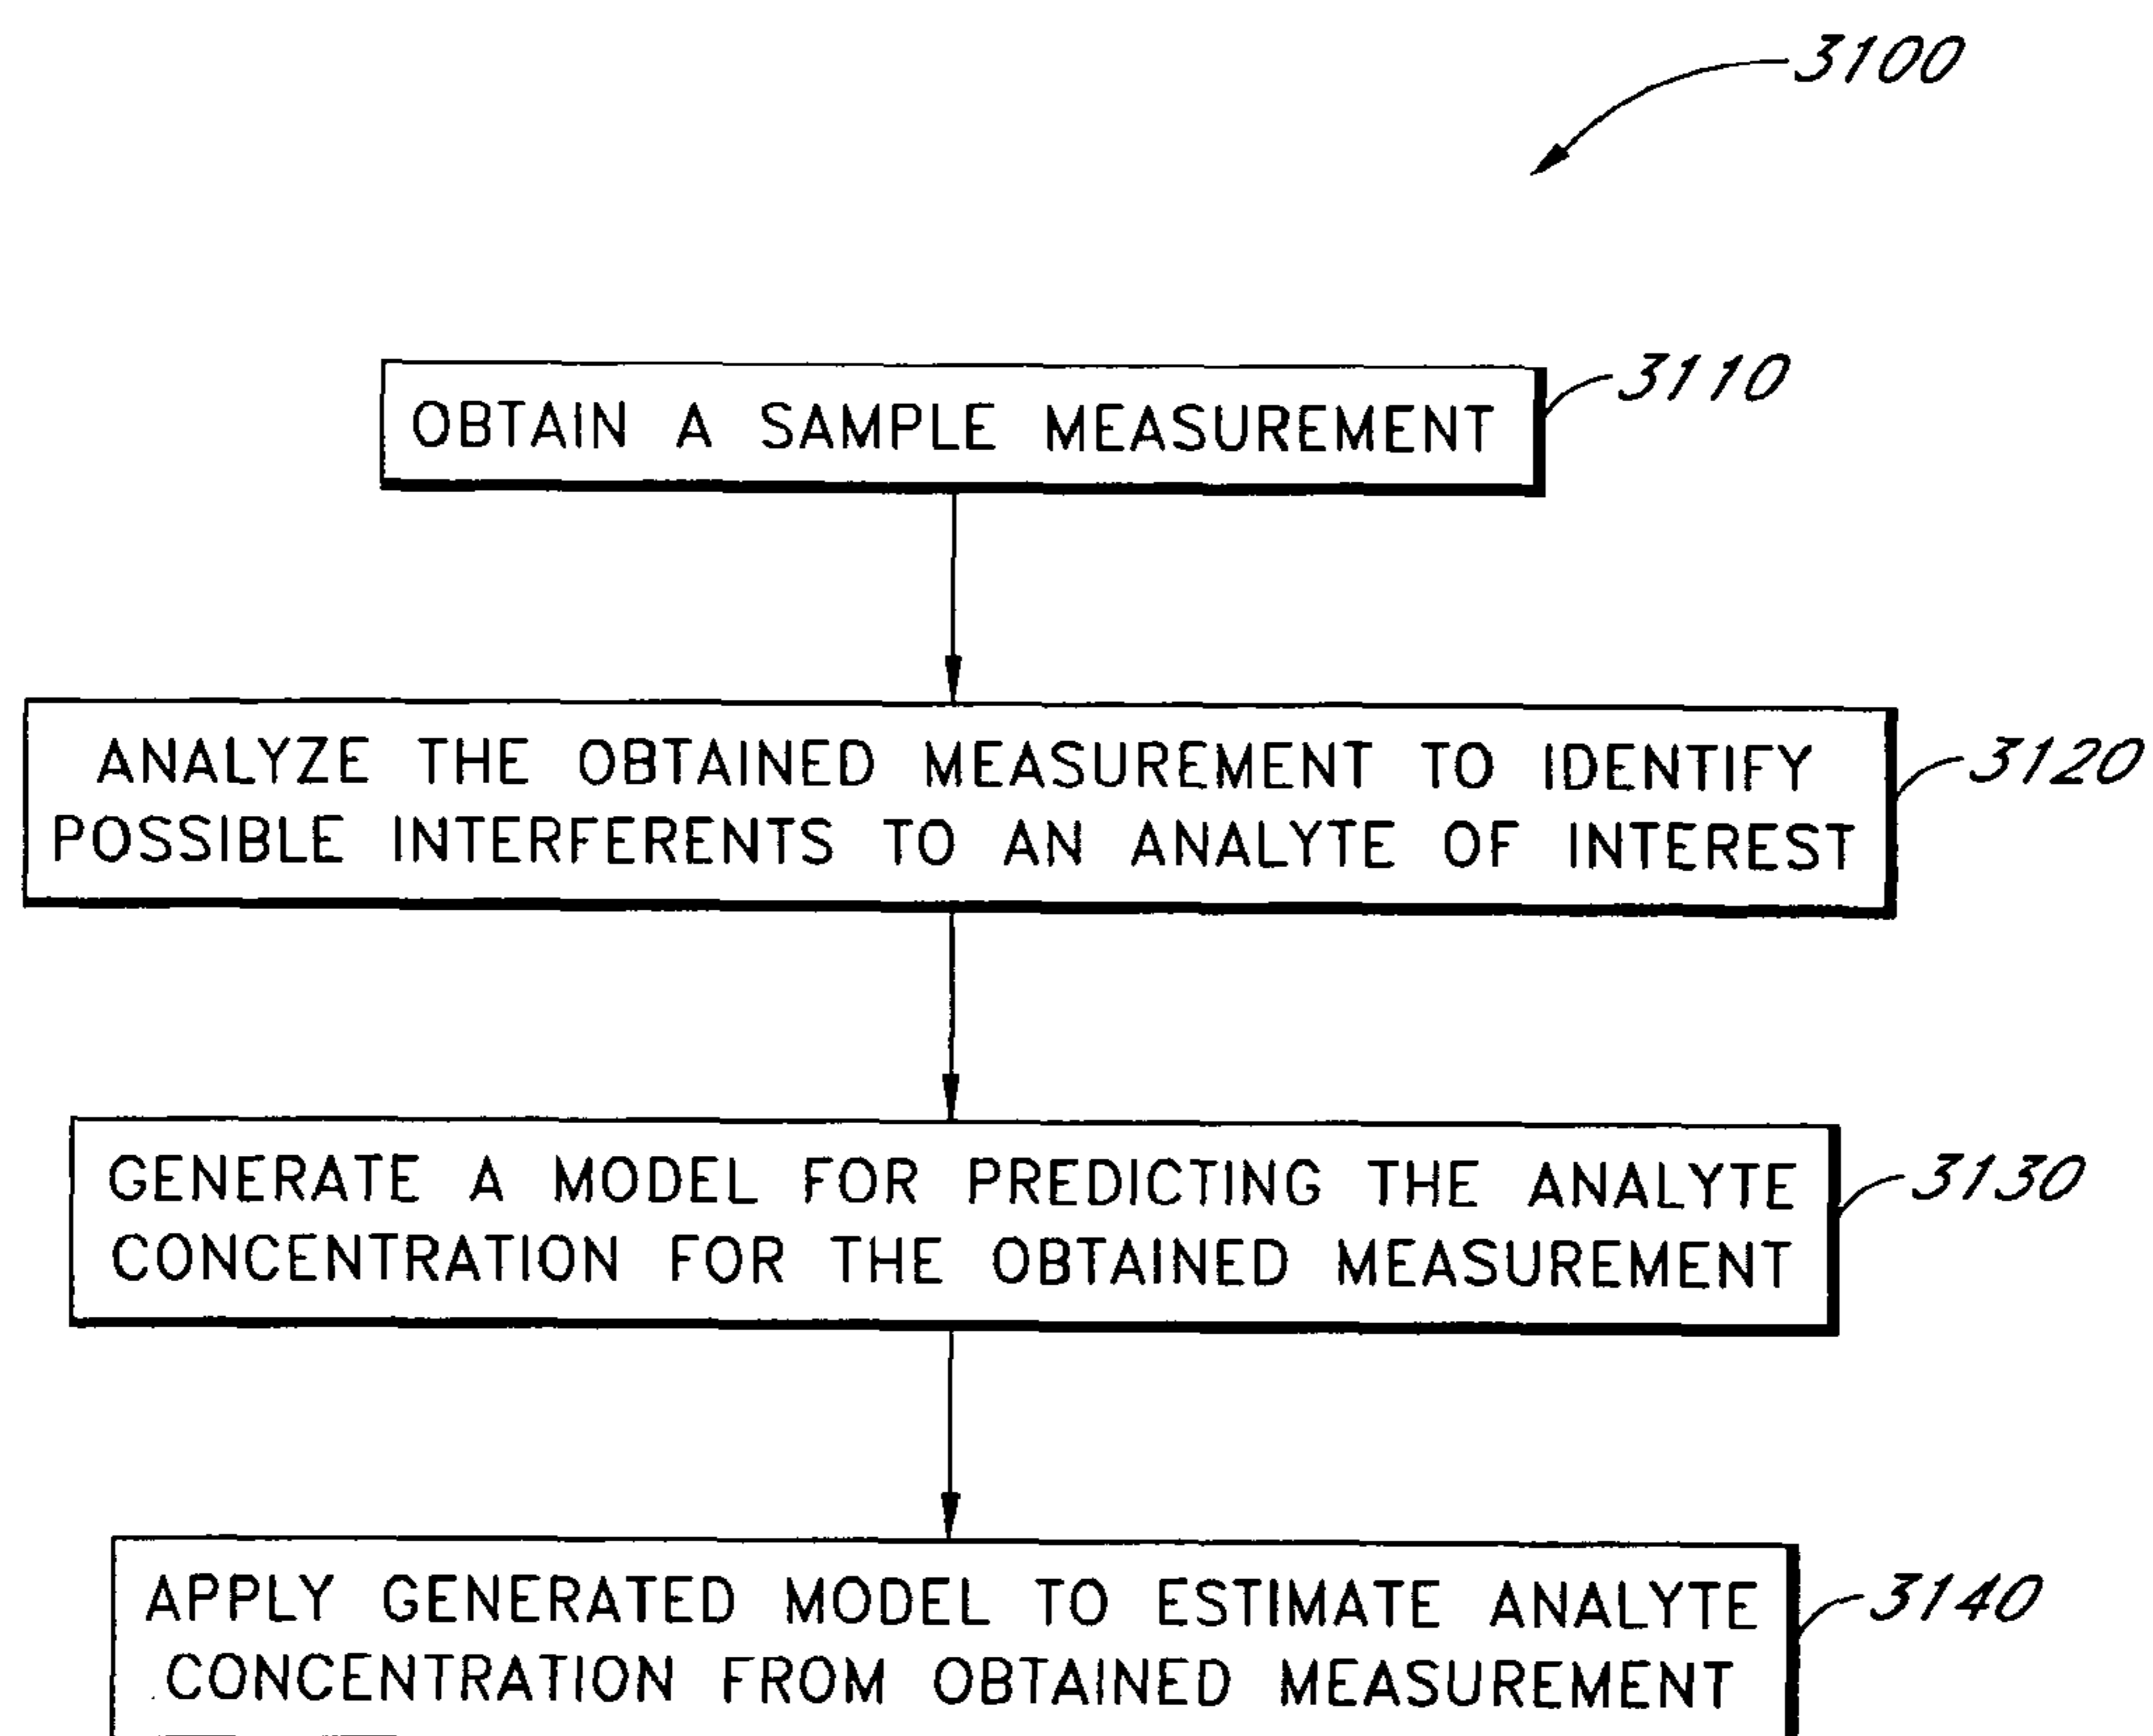 3100
OBTAIN A SAMPLE MEASUREMENT
3110
ANALYZE THE OBTAINED MEASUREMENT TO IDENTIFY
POSSIBLE INTERFERENTS TO AN ANALYTE OF INTEREST
3120
GENERATE A MODEL FOR PREDICTING THE ANALYTE
CONCENTRATION FOR THE OBTAINED MEASUREMENT
3130
APPLY GENERATED MODEL TO ESTIMATE ANALYTE
CONCENTRATION FROM OBTAINED MEASUREMENT
3140